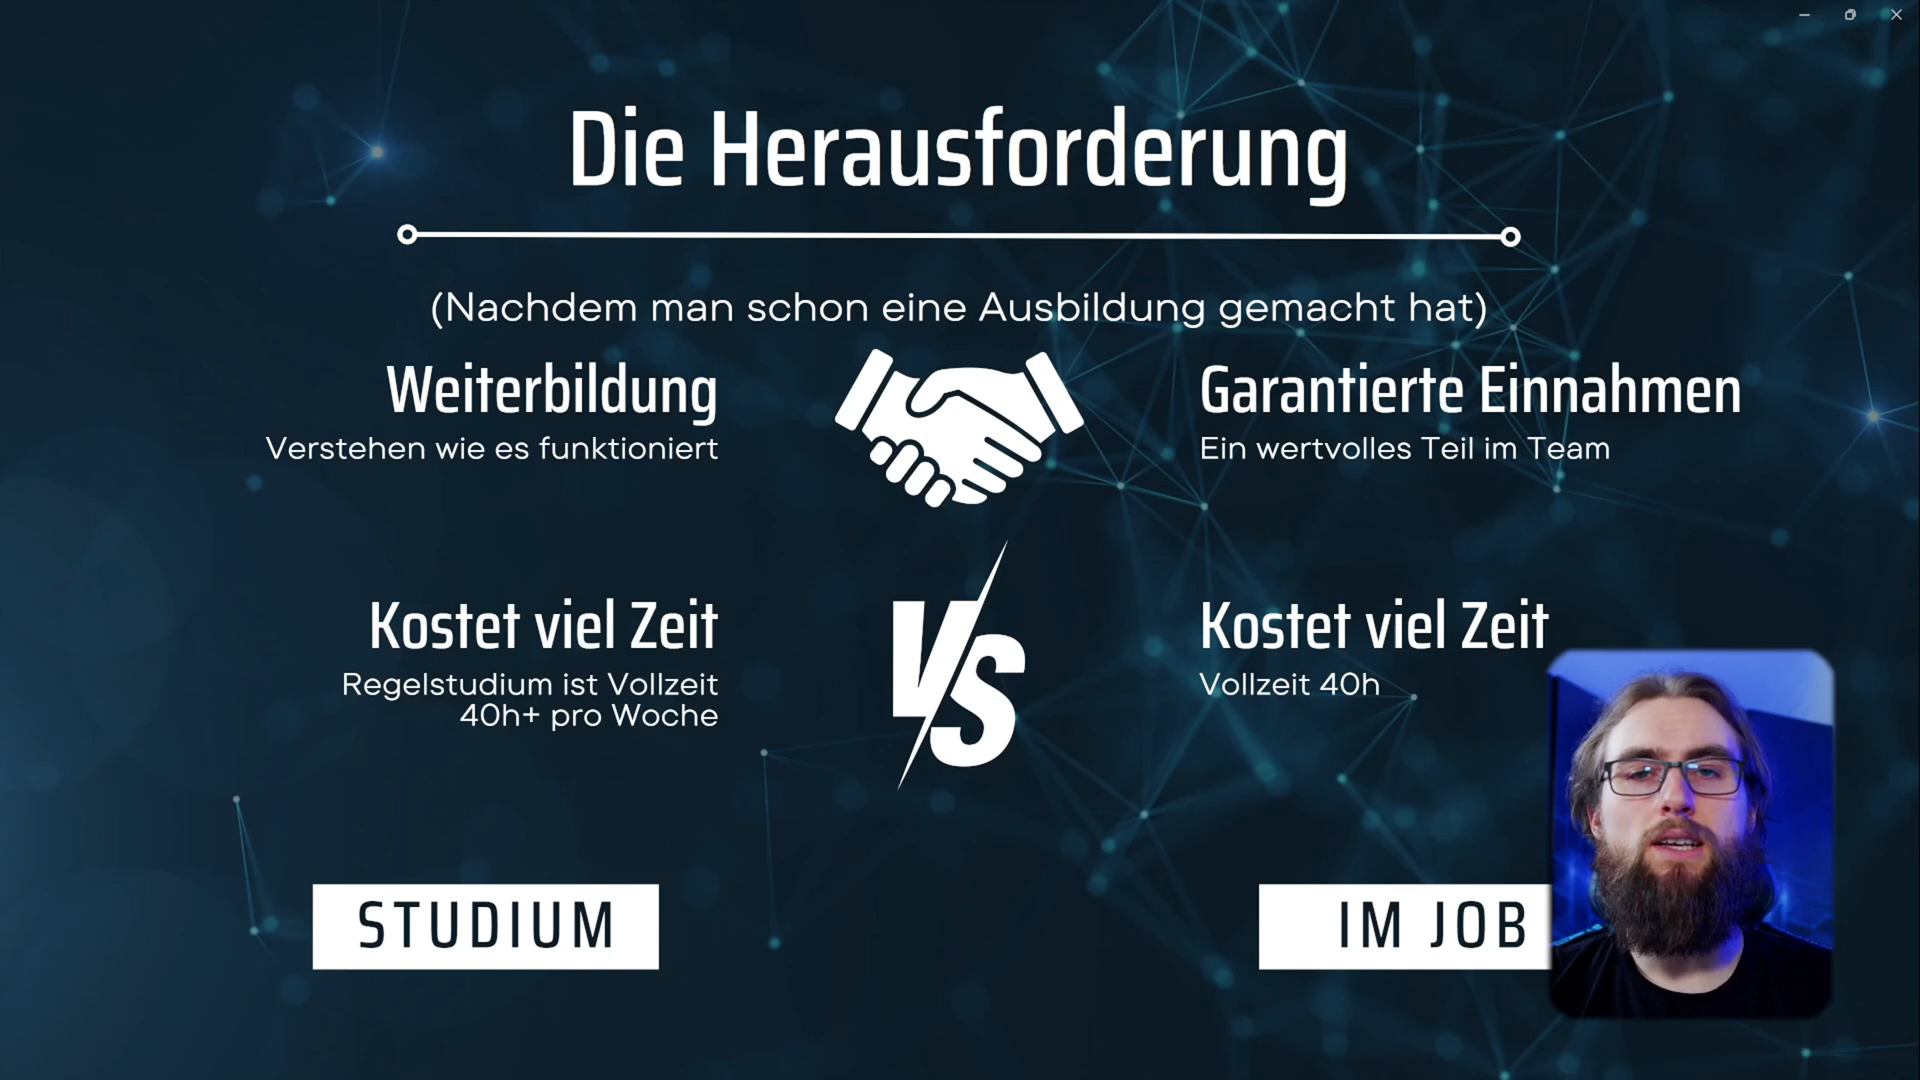 Die Herausforderung
(Nachdem man schon eine Ausbildung gemacht hat)
Weiterbildung
Verstehen wie es funktioniert
Garantierte Einnahmen
Ein wertvolles Teil im Team
VS
Kostet viel Zeit
Regelstudium ist Vollzeit
40h+ pro Woche
Kostet viel Zeit
Vollzeit 40h
STUDIUM
IM JOB